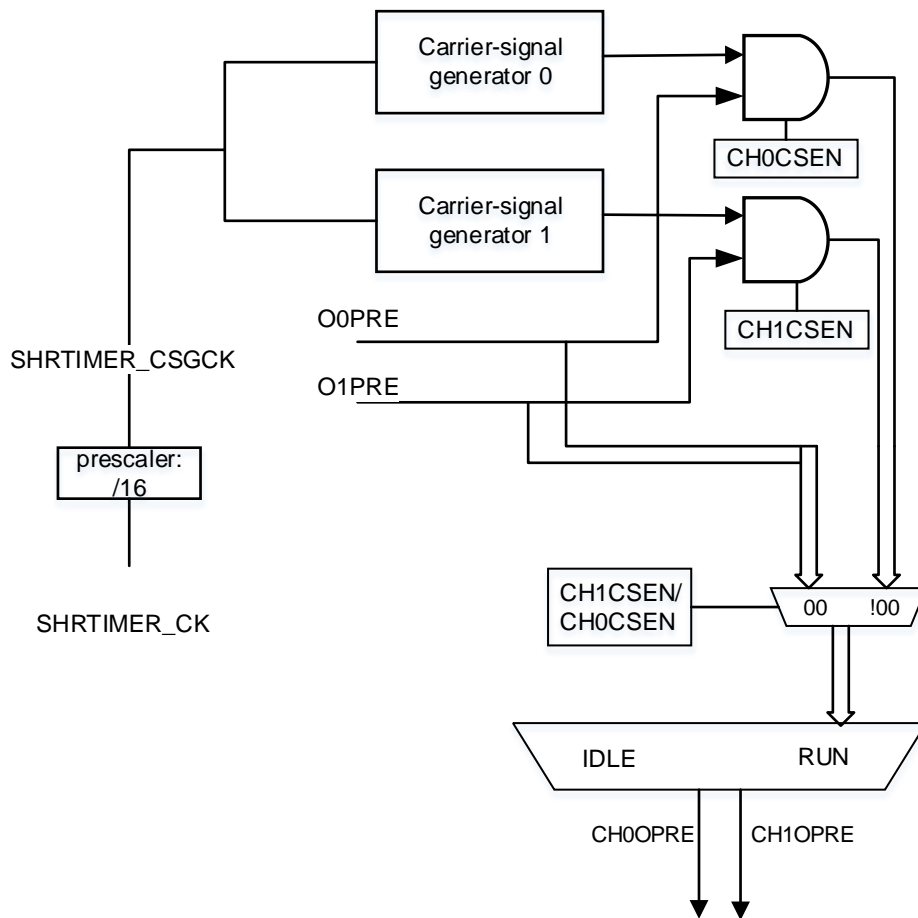 Carrier-signal
generator 0
CH0CSEN
Carrier-signal
generator 1
CH1CSEN
O0PRE
SHRTIMER_CSGCK
O1PRE
prescaler:
/16
CH1CSEN/
CH0CSEN
00 !00
SHRTIMER_CK
IDLE RUN
CH0OPRE CH1OPRE